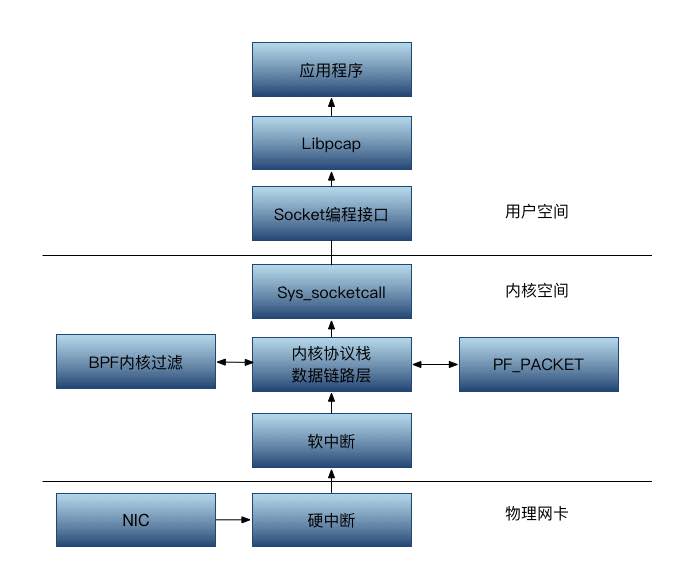 应用程序
Libpcap
Socket编程接口
用户空间
Sys_socketcall
内核空间
BPF内核过滤
内核协议栈
数据链路层
PF_PACKET
软中断
NIC
硬中断
物理网卡